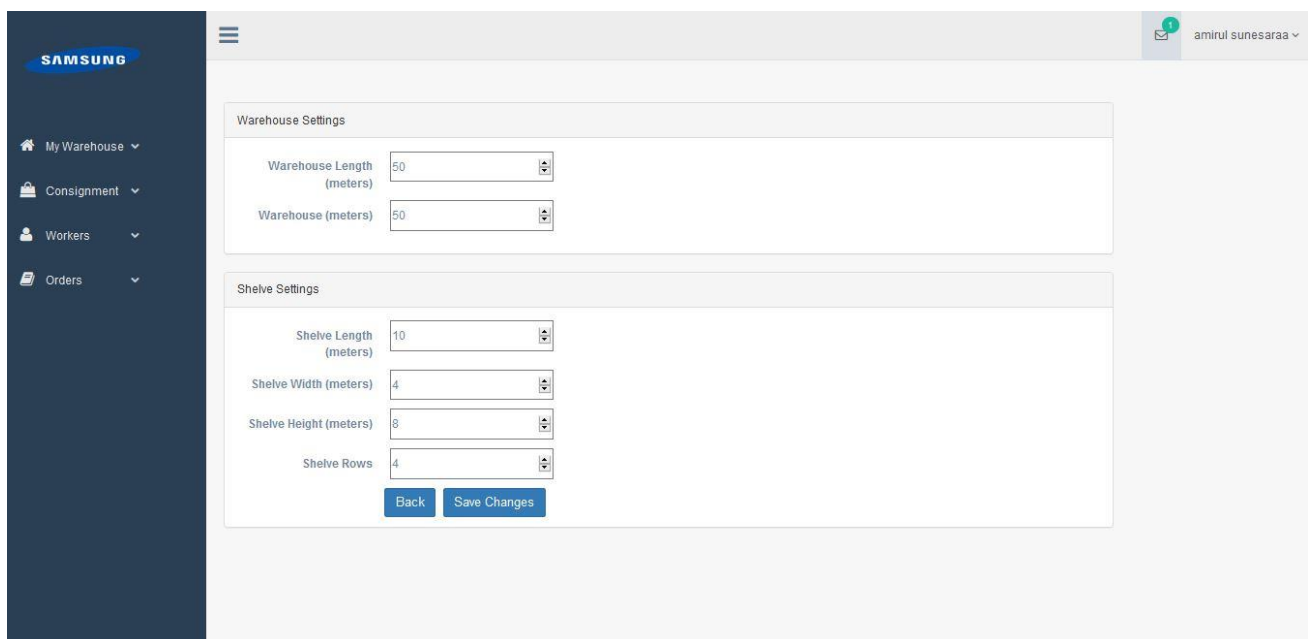 SAMSUNG
1
amirul sunesaraa
My Warehouse
Consignment
Workers
Orders
Warehouse Settings
Warehouse Length
(meters)
50
Warehouse (meters)
50
Shelve Settings
Shelve Length
(meters)
10
Shelve Width (meters)
4
Shelve Height (meters)
8
Shelve Rows
4
Back
Save Changes